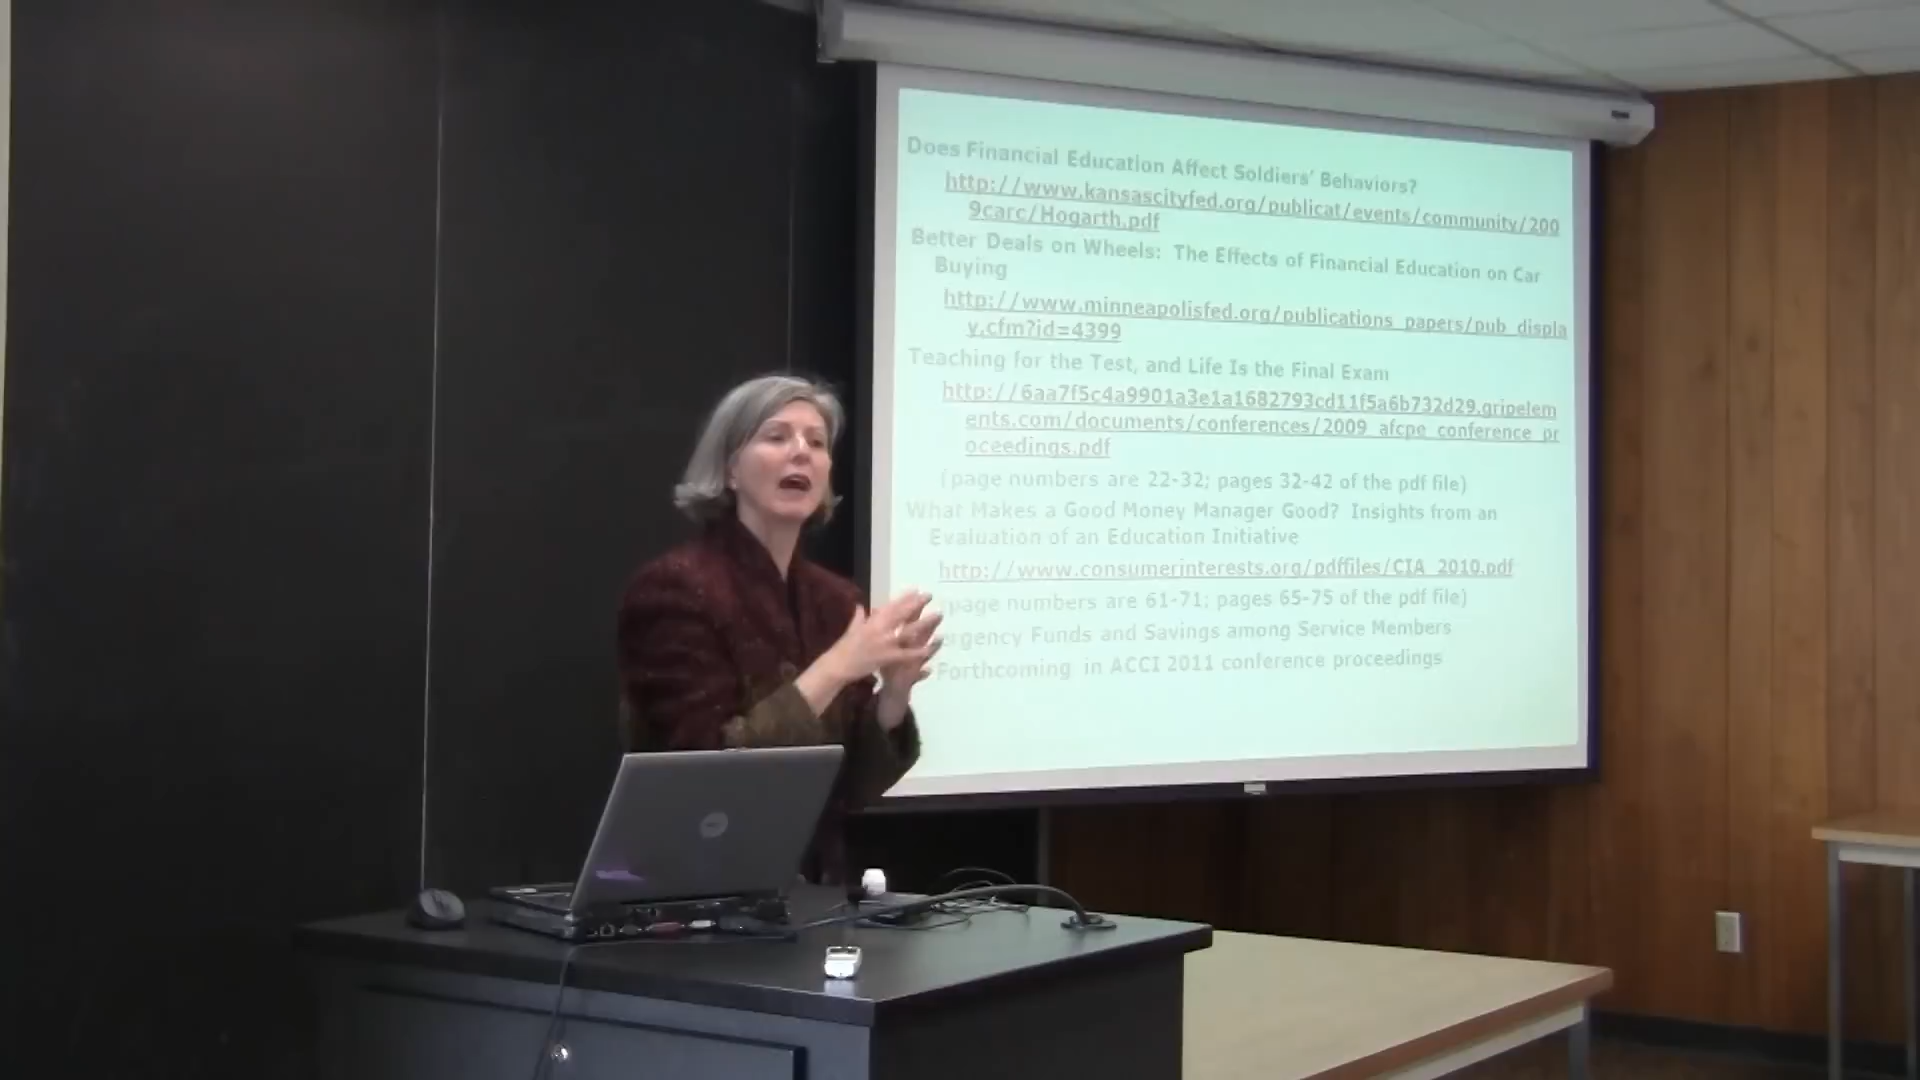 Does Financial Education Affect Soldiers' Behaviors?
http://www.kansascityfed.org/publicat/events/community/200
9carc/Hogarth.pdf
Better Deals on Wheels: The Effects of Financial Education on Car
Buying
http://www.minneapolisfed.org/publications_papers/pub_displa
y.cfm?id=4399
Teaching for the Test, and Life Is the Final Exam
http://6aa7f5c4a9901a3e1a1682793cd11f5a6b732d29.gripelem
ents.com/documents/conferences/2009_afcpe_conference_pr
oceedings.pdf
(page numbers are 22-32; pages 32-42 of the pdf file)
What Makes a Good Money Manager Good? Insights from an
Evaluation of an Education Initiative
http://www.consumerinterests.org/pdffiles/CIA_2010.pdf
page numbers are 61-71; pages 65-75 of the pdf file)
ergency Funds and Savings among Service Members
Forthcoming in ACCI 2011 conference proceedings
DELL